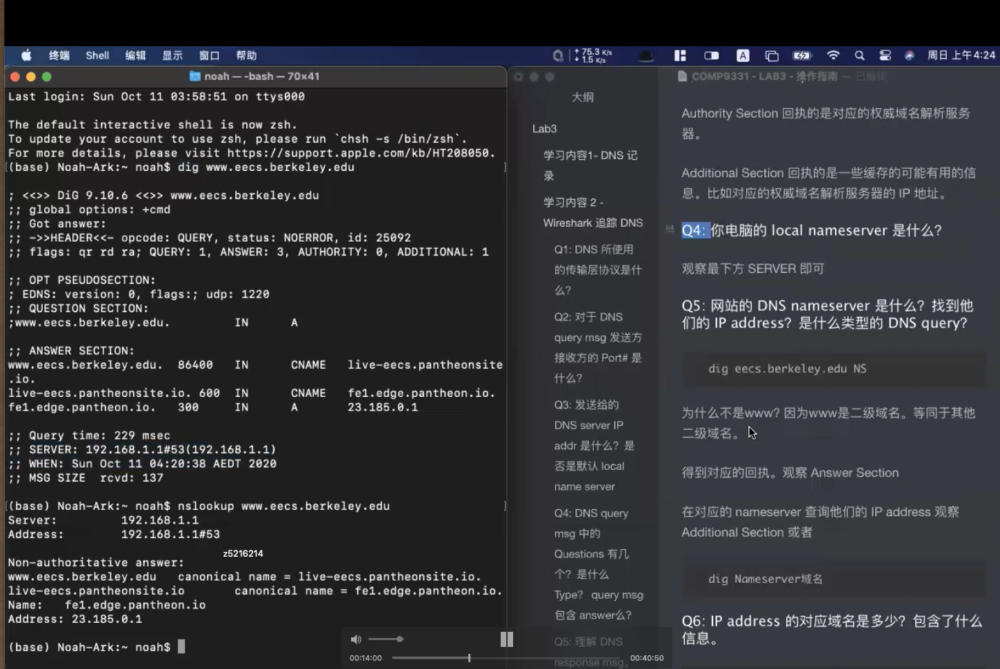 终端 Shell 编辑 显示 窗口 帮助
75.3 K/s
1.5 K/s
A
周日 上午4:24
noah — -bash — 70×41
Last login: Sun Oct 11 03:58:51 on ttys000
The default interactive shell is now zsh.
To update your account to use zsh, please run `chsh -s /bin/zsh`.
For more details, please visit https://support.apple.com/kb/HT208050.
(base) Noah-Ark:~ noah$ dig www.eecs.berkeley.edu
; <<>> DiG 9.10.6 <<>> www.eecs.berkeley.edu
;; global options: +cmd
;; Got answer:
;; ->>HEADER<<- opcode: QUERY, status: NOERROR, id: 25092
;; flags: qr rd ra; QUERY: 1, ANSWER: 3, AUTHORITY: 0, ADDITIONAL: 1
;; OPT PSEUDOSECTION:
; EDNS: version: 0, flags:; udp: 1220
;; QUESTION SECTION:
;www.eecs.berkeley.edu. IN A
;; ANSWER SECTION:
www.eecs.berkeley.edu. 86400 IN CNAME live-eecs.pantheonsite
.io.
live-eecs.pantheonsite.io. 600 IN CNAME fe1.edge.pantheon.io.
fe1.edge.pantheon.io. 300 IN A 23.185.0.1
;; Query time: 229 msec
;; SERVER: 192.168.1.1#53(192.168.1.1)
;; WHEN: Sun Oct 11 04:20:38 AEDT 2020
;; MSG SIZE rcvd: 137
(base) Noah-Ark:~ noah$ nslookup www.eecs.berkeley.edu
Server: 192.168.1.1
Address: 192.168.1.1#53
z5216214
Non-authoritative answer:
www.eecs.berkeley.edu canonical name = live-eecs.pantheonsite.io.
live-eecs.pantheonsite.io canonical name = fe1.edge.pantheon.io.
Name: fe1.edge.pantheon.io
Address: 23.185.0.1
(base) Noah-Ark:~ noah$
00:14:00
00:40:50
大纲
Lab3
学习内容1- DNS 记
录
学习内容 2 -
Wireshark 追踪 DNS
Q1: DNS 所使用
的传输层协议是什
么?
Q2: 对于 DNS
query msg 发送方
接收方的 Port# 是
什么?
Q3: 发送给的
DNS server IP
addr 是什么? 是
否是默认 local
name server
Q4: DNS query
msg 中的
Questions 有几
个? 是什么
Type? query msg
包含 answer么?
Q5: 理解 DNS
response msg。
COMP9331 - LAB3 - 操作指南 — 已编辑
Authority Section 回执的是对应的权威域名解析服务
器。
Additional Section 回执的是一些缓存的可能有用的信
息。比如对应的权威域名解析服务器的 IP 地址。
h4
Q4: 你电脑的 local nameserver 是什么?
观察最下方 SERVER 即可
Q5: 网站的 DNS nameserver 是什么? 找到他
们的 IP address? 是什么类型的 DNS query?
dig eecs.berkeley.edu NS
为什么不是www? 因为www是二级域名。等同于其他
二级域名。
得到对应的回执。观察 Answer Section
在对应的 nameserver 查询他们的 IP address 观察
Additional Section 或者
dig Nameserver域名
Q6: IP address 的对应域名是多少? 包含了什么
信息。